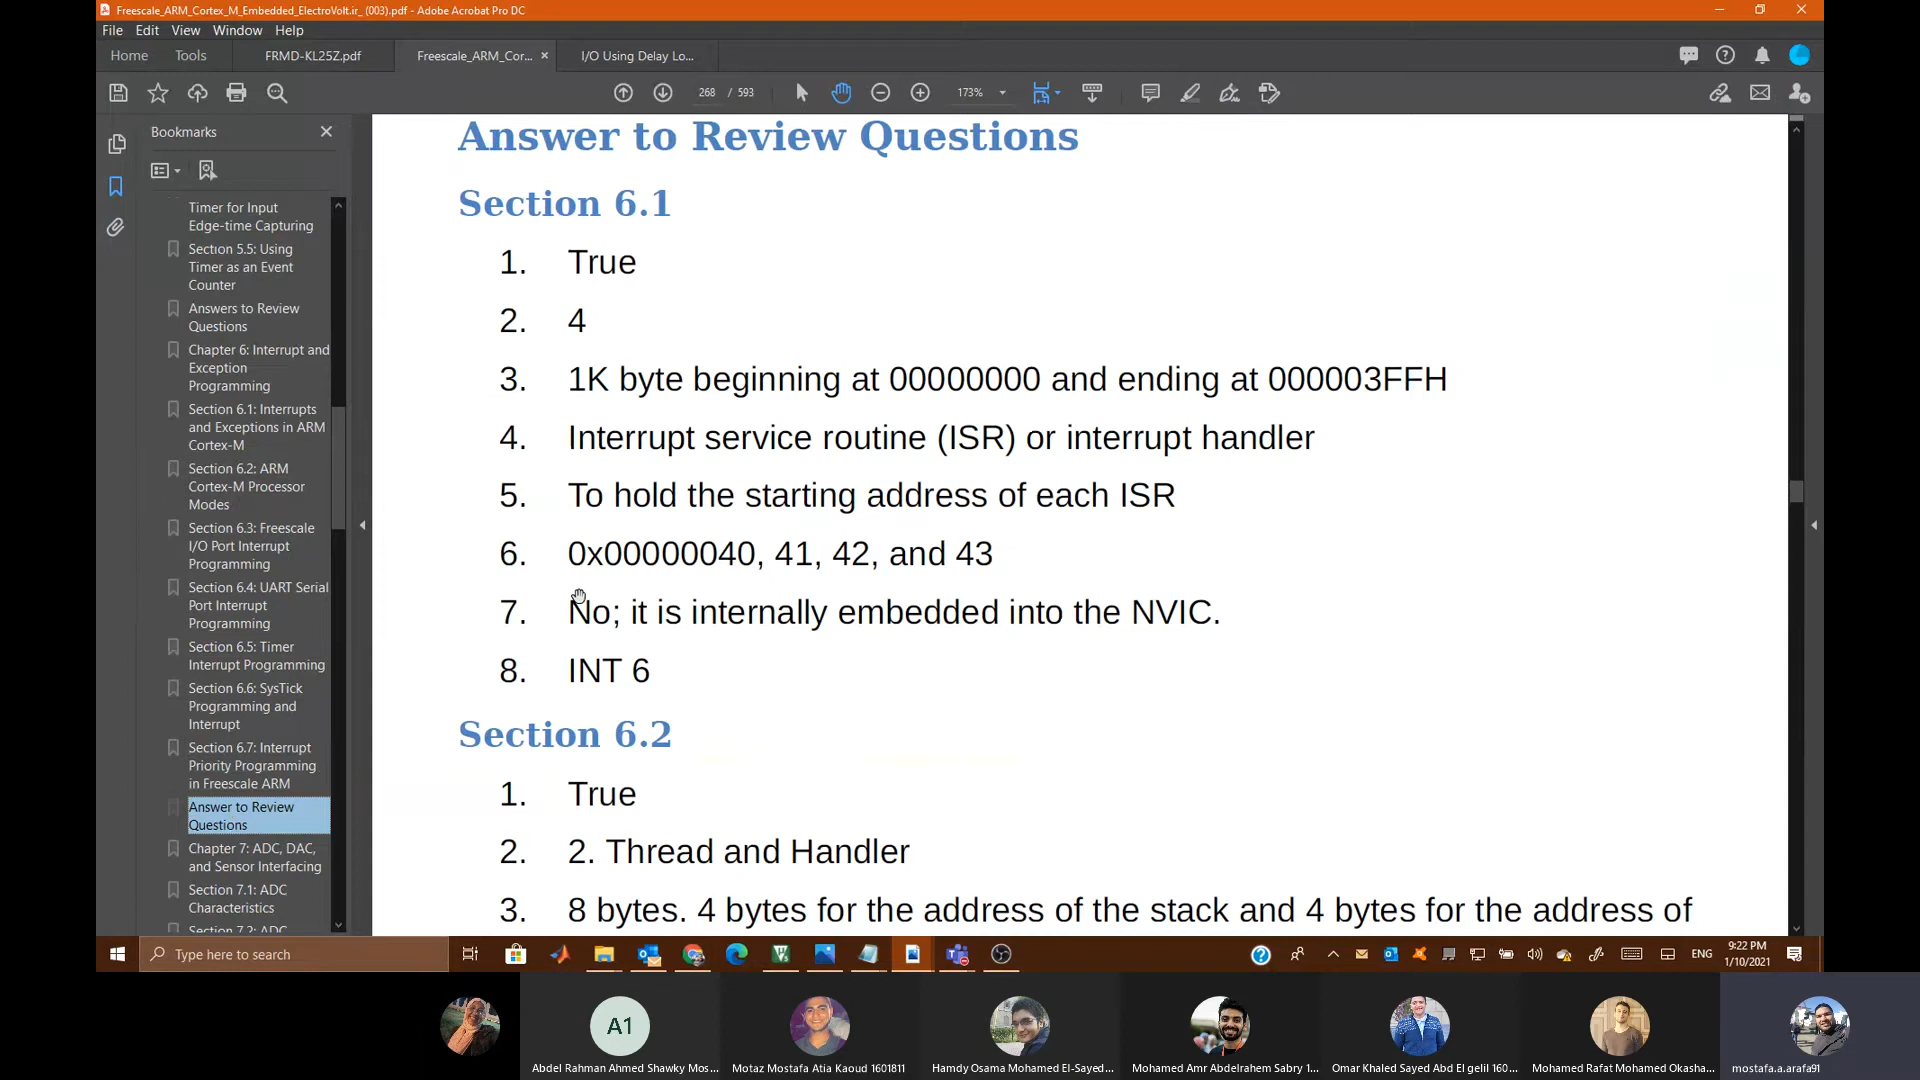 Freescale_ARM_Cortex_M_Embedded_ElectroVolt.ir_ (003).pdf - Adobe Acrobat Pro DC
File Edit View Window Help
Home Tools FRMD-KL25Z.pdf Freescale_ARM_Cor... × I/O Using Delay Lo...
268 / 593 173%
Bookmarks
Timer for Input
Edge-time Capturing
Section 5.5: Using
Timer as an Event
Counter
Answers to Review
Questions
Chapter 6: Interrupt and
Exception
Programming
Section 6.1: Interrupts
and Exceptions in ARM
Cortex-M
Section 6.2: ARM
Cortex-M Processor
Modes
Section 6.3: Freescale
I/O Port Interrupt
Programming
Section 6.4: UART Serial
Port Interrupt
Programming
Section 6.5: Timer
Interrupt Programming
Section 6.6: SysTick
Programming and
Interrupt
Section 6.7: Interrupt
Priority Programming
in Freescale ARM
Answer to Review
Questions
Chapter 7: ADC, DAC,
and Sensor Interfacing
Section 7.1: ADC
Characteristics
Section 7.2: ADC
Answer to Review Questions
Section 6.1
1. True
2. 4
3. 1K byte beginning at 00000000 and ending at 000003FFH
4. Interrupt service routine (ISR) or interrupt handler
5. To hold the starting address of each ISR
6. 0x00000040, 41, 42, and 43
7. No; it is internally embedded into the NVIC.
8. INT 6
Section 6.2
1. True
2. 2. Thread and Handler
3. 8 bytes. 4 bytes for the address of the stack and 4 bytes for the address of
Type here to search
ENG
9:22 PM
1/10/2021
A1
Abdel Rahman Ahmed Shawky Mos...
Motaz Mostafa Atia Kaoud 1601811
Hamdy Osama Mohamed El-Sayed...
Mohamed Amr Abdelrahem Sabry 1...
Omar Khaled Sayed Abd El gelil 160...
Mohamed Rafat Mohamed Okasha...
mostafa.a.arafa91